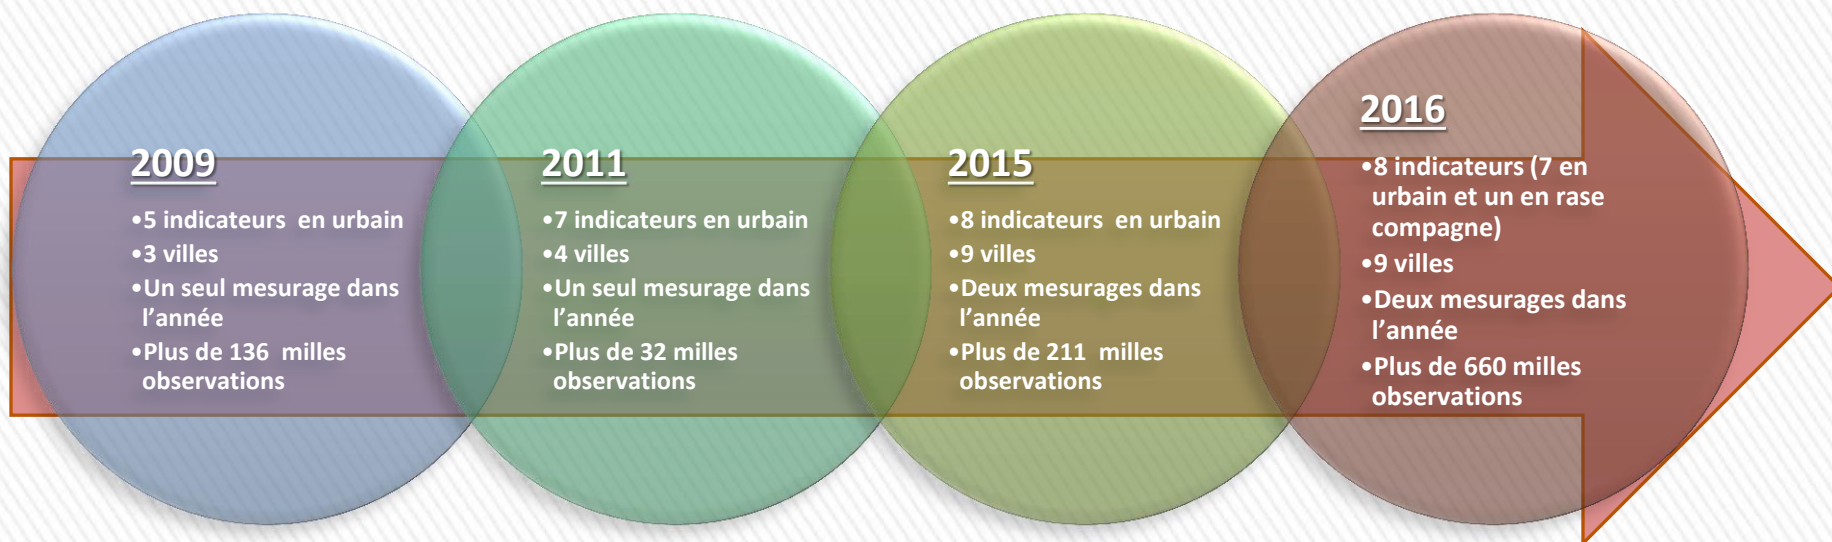 2009
•5 indicateurs en urbain
•3 villes
•Un seul mesurage dans
l’année
•Plus de 136 milles
observations
2011
•7 indicateurs en urbain
•4 villes
•Un seul mesurage dans
l’année
•Plus de 32 milles
observations
2015
•8 indicateurs en urbain
•9 villes
•Deux mesurages dans
l’année
•Plus de 211 milles
observations
2016
•8 indicateurs (7 en
urbain et un en rase
compagne)
•9 villes
•Deux mesurages dans
l’année
•Plus de 660 milles
observations